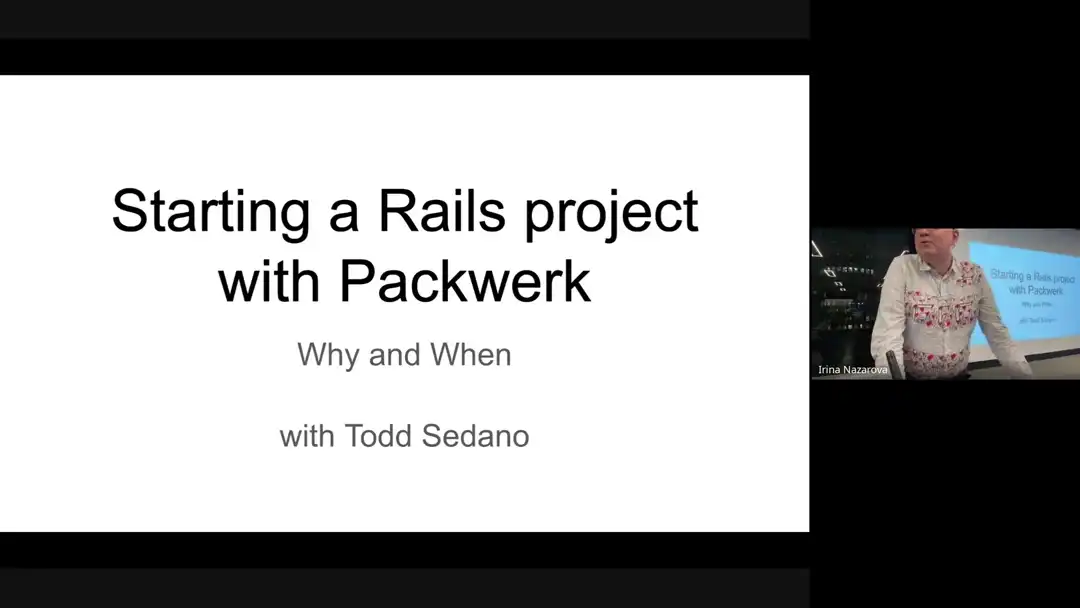 Starting a Rails project
with Packwerk
Why and When
with Todd Sedano
Irina Nazarova
Starting a Rails project
with Packwerk
Why and When
with Todd Sedano